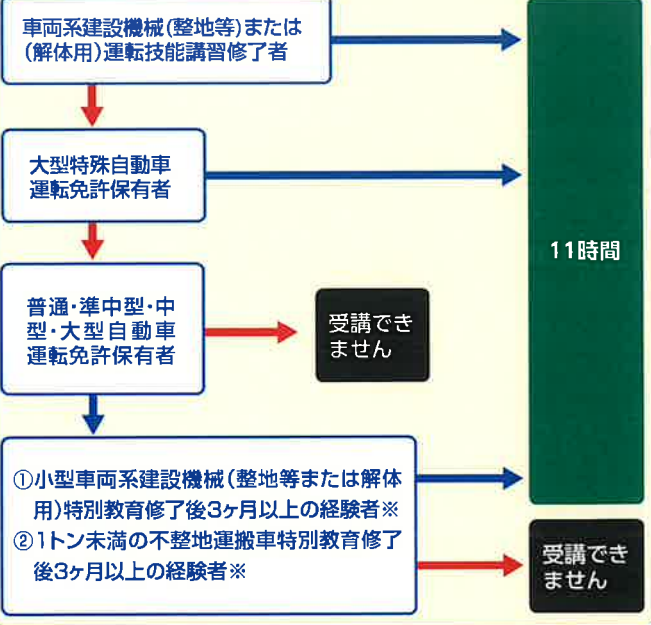 車両系建設機械(整地等)または
(解体用)運転技能講習修了者
大型特殊自動車
運転免許保有者
11時間
普通・準中型・中
型・大型自動車
運転免許保有者
受講でき
ません
①小型車両系建設機械(整地等または解体
用)特別教育修了後3ヶ月以上の経験者※
②1トン未満の不整地運搬車特別教育修了
後3ヶ月以上の経験者※
受講でき
ません